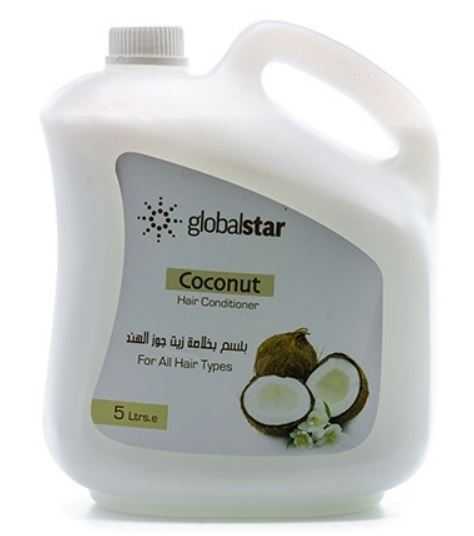 globalstar
Coconut
Hair Conditioner
بلسم بخلاصة زيت جوز الهند
For All Hair Types
5 Ltrs.e